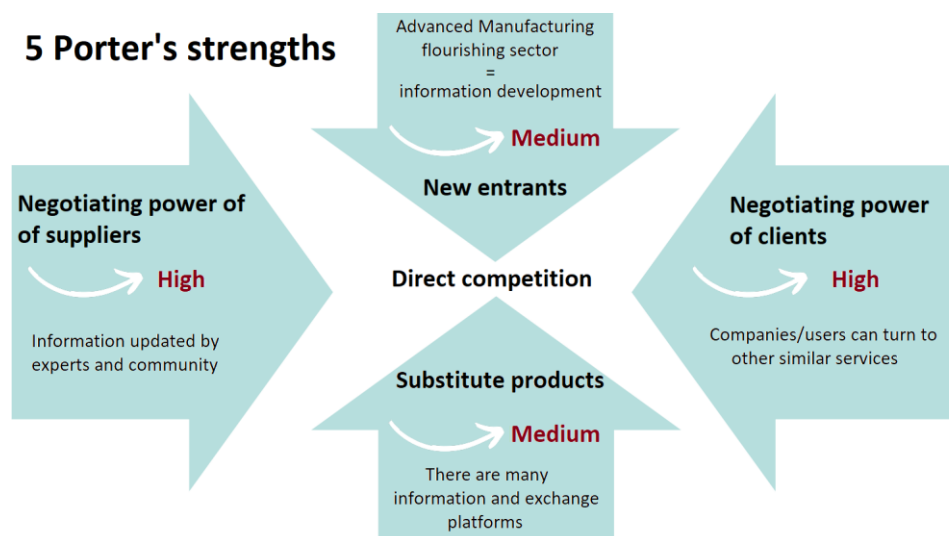 5 Porter's strengths
Advanced Manufacturing
flourishing sector
=
information development
Medium
New entrants
Negotiating power of
of suppliers
High
Information updated by
experts and community
Direct competition
Negotiating power
of clients
High
Companies/users can turn to
other similar services
Substitute products
Medium
There are many
information and exchange
platforms